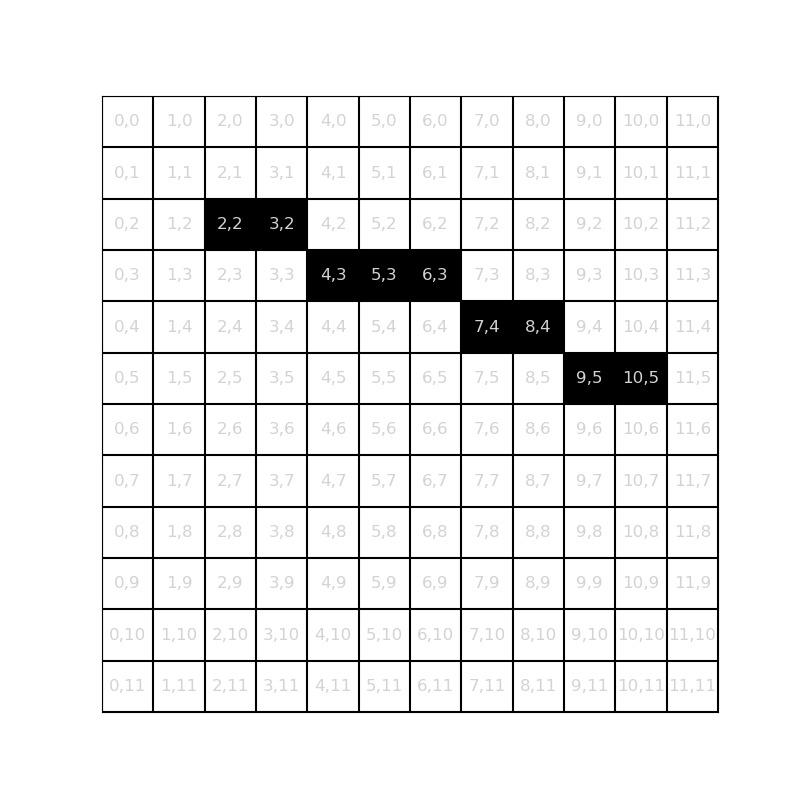 0,0 1,0 2,0 3,0 4,0 5,0 6,0 7,0 8,0 9,0 10,0 11,0
0,1 1,1 2,1 3,1 4,1 5,1 6,1 7,1 8,1 9,1 10,1 11,1
0,2 1,2 2,2 3,2 4,2 5,2 6,2 7,2 8,2 9,2 10,2 11,2
0,3 1,3 2,3 3,3 4,3 5,3 6,3 7,3 8,3 9,3 10,3 11,3
0,4 1,4 2,4 3,4 4,4 5,4 6,4 7,4 8,4 9,4 10,4 11,4
0,5 1,5 2,5 3,5 4,5 5,5 6,5 7,5 8,5 9,5 10,5 11,5
0,6 1,6 2,6 3,6 4,6 5,6 6,6 7,6 8,6 9,6 10,6 11,6
0,7 1,7 2,7 3,7 4,7 5,7 6,7 7,7 8,7 9,7 10,7 11,7
0,8 1,8 2,8 3,8 4,8 5,8 6,8 7,8 8,8 9,8 10,8 11,8
0,9 1,9 2,9 3,9 4,9 5,9 6,9 7,9 8,9 9,9 10,9 11,9
0,10 1,10 2,10 3,10 4,10 5,10 6,10 7,10 8,10 9,10 10,10 11,10
0,11 1,11 2,11 3,11 4,11 5,11 6,11 7,11 8,11 9,11 10,11 11,11